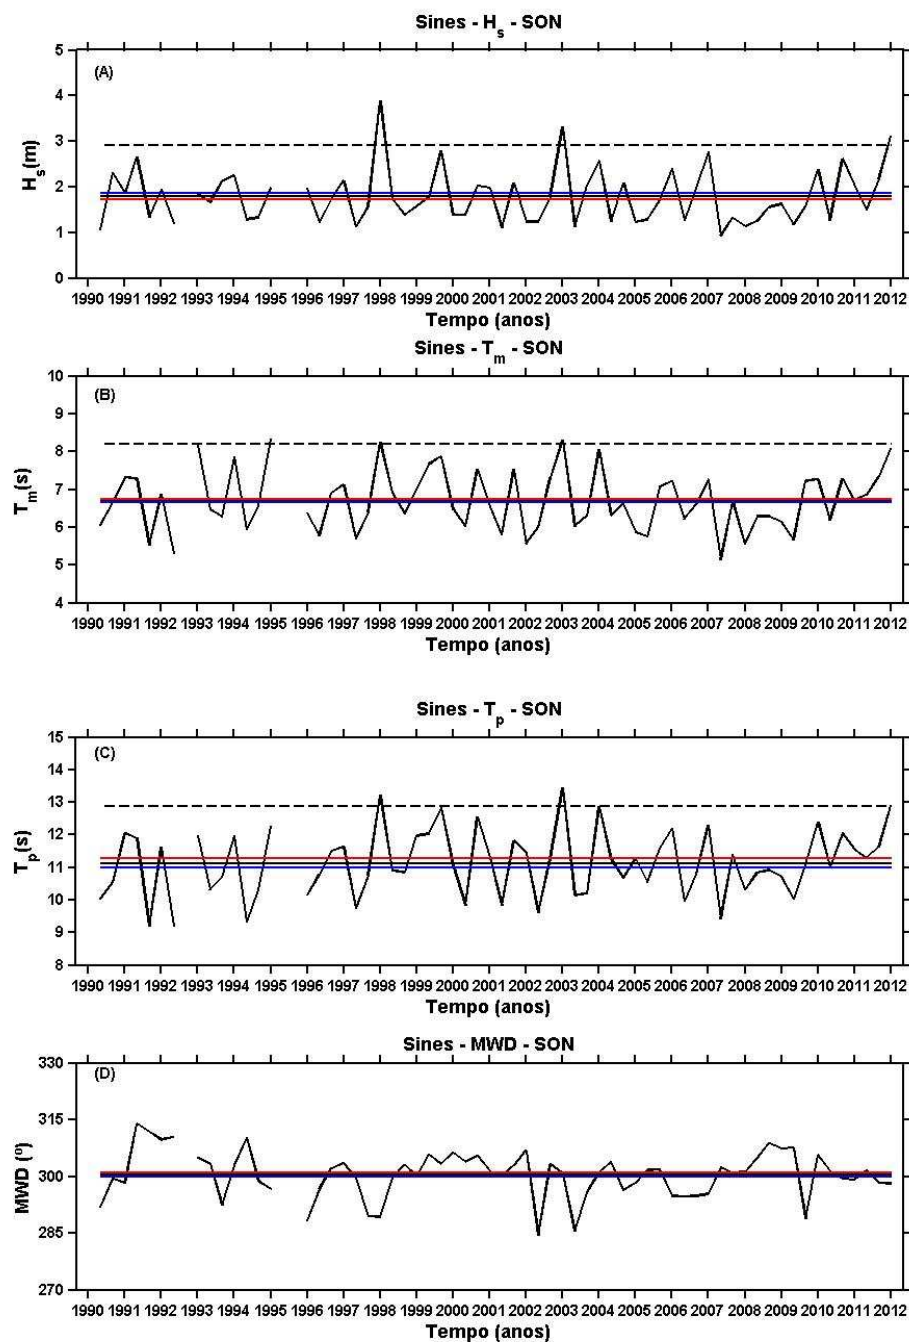 Sines - Hs - SON
(A)
5
4
3
2
1
0
Hs(m)
1990 1991 1992 1993 1994 1995 1996 1997 1998 1999 2000 2001 2002 2003 2004 2005 2006 2007 2008 2009 2010 2011 2012
Tempo (anos)
Sines - Tm - SON
(B)
10
9
8
7
6
5
4
Tm(s)
1990 1991 1992 1993 1994 1995 1996 1997 1998 1999 2000 2001 2002 2003 2004 2005 2006 2007 2008 2009 2010 2011 2012
Tempo (anos)
Sines - Tp - SON
(C)
15
14
13
12
11
10
9
8
Tp(s)
1990 1991 1992 1993 1994 1995 1996 1997 1998 1999 2000 2001 2002 2003 2004 2005 2006 2007 2008 2009 2010 2011 2012
Tempo (anos)
Sines - MWD - SON
(D)
330
315
300
285
270
MWD (º)
1990 1991 1992 1993 1994 1995 1996 1997 1998 1999 2000 2001 2002 2003 2004 2005 2006 2007 2008 2009 2010 2011 2012
Tempo (anos)